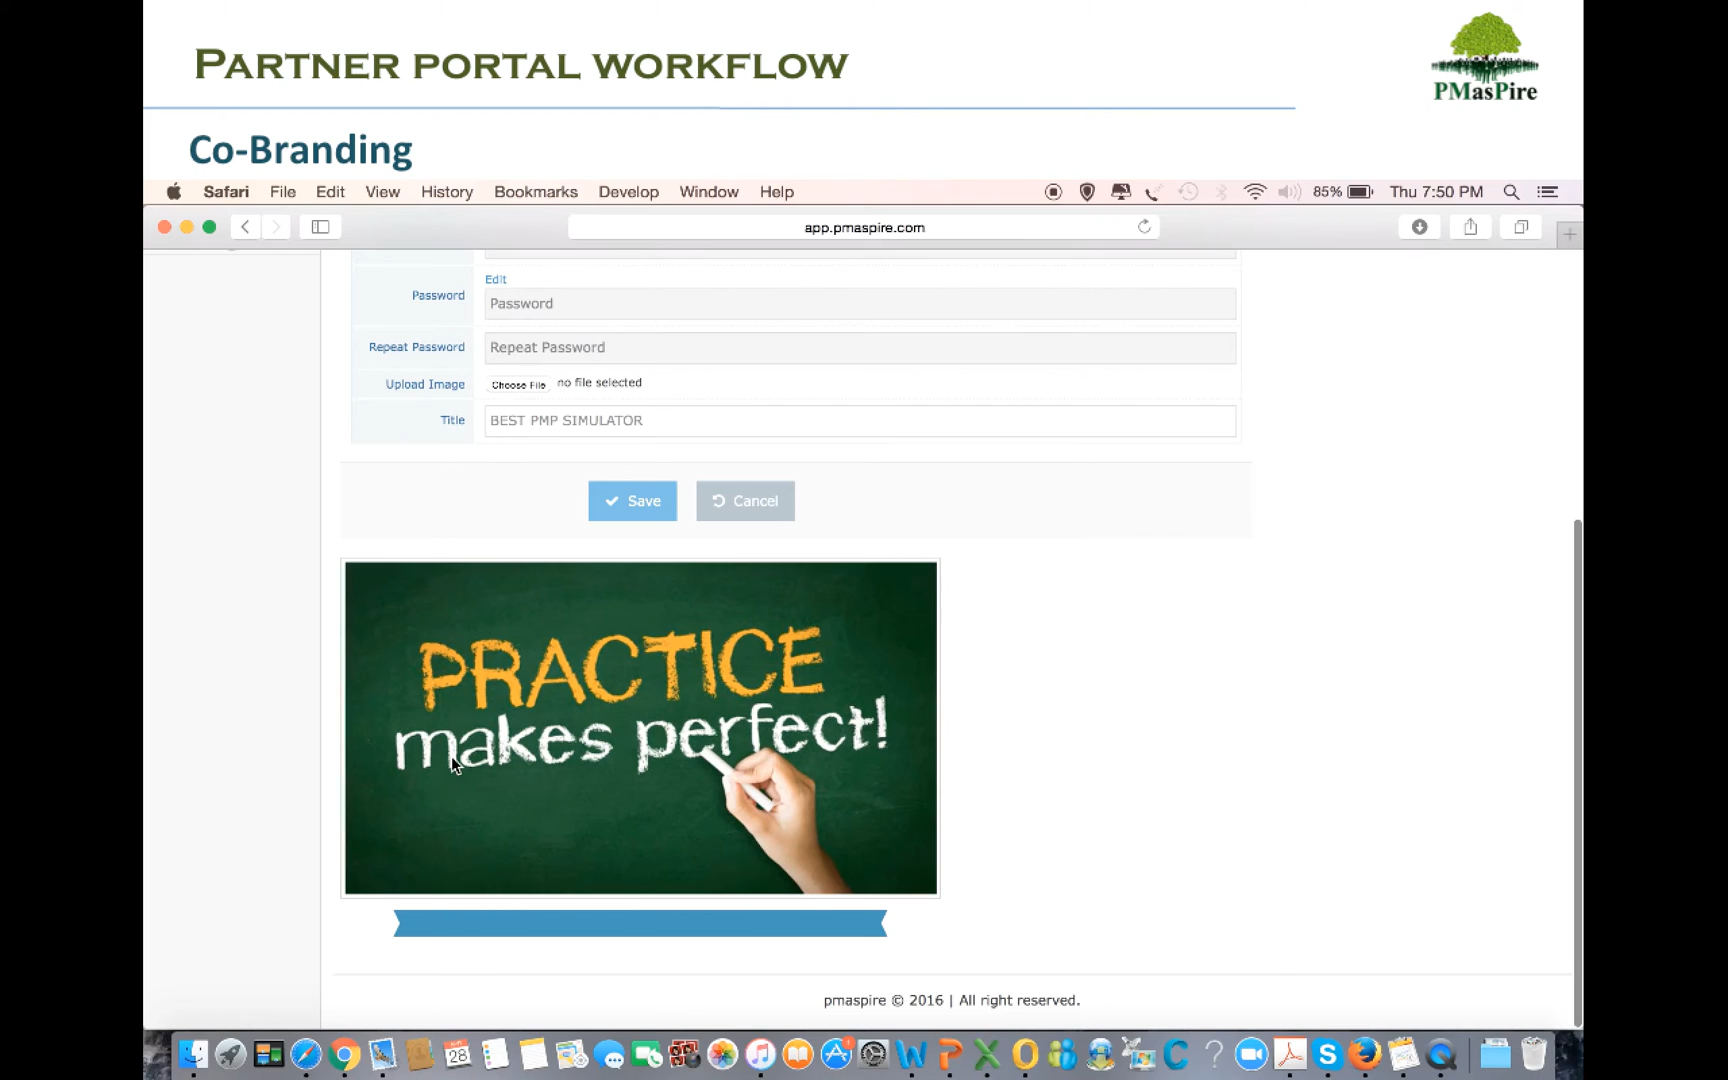 PARTNER PORTAL WORKFLOW
PMasPire
Co-Branding
Safari File Edit View History Bookmarks Develop Window Help 85% Thu 7:50 PM
app.pmaspire.com
Edit
Password Password
Repeat Password Repeat Password
Upload Image Choose File no file selected
Title BEST PMP SIMULATOR
Save Cancel
PRACTICE
makes perfect!
pmaspire © 2016 | All right reserved.
28